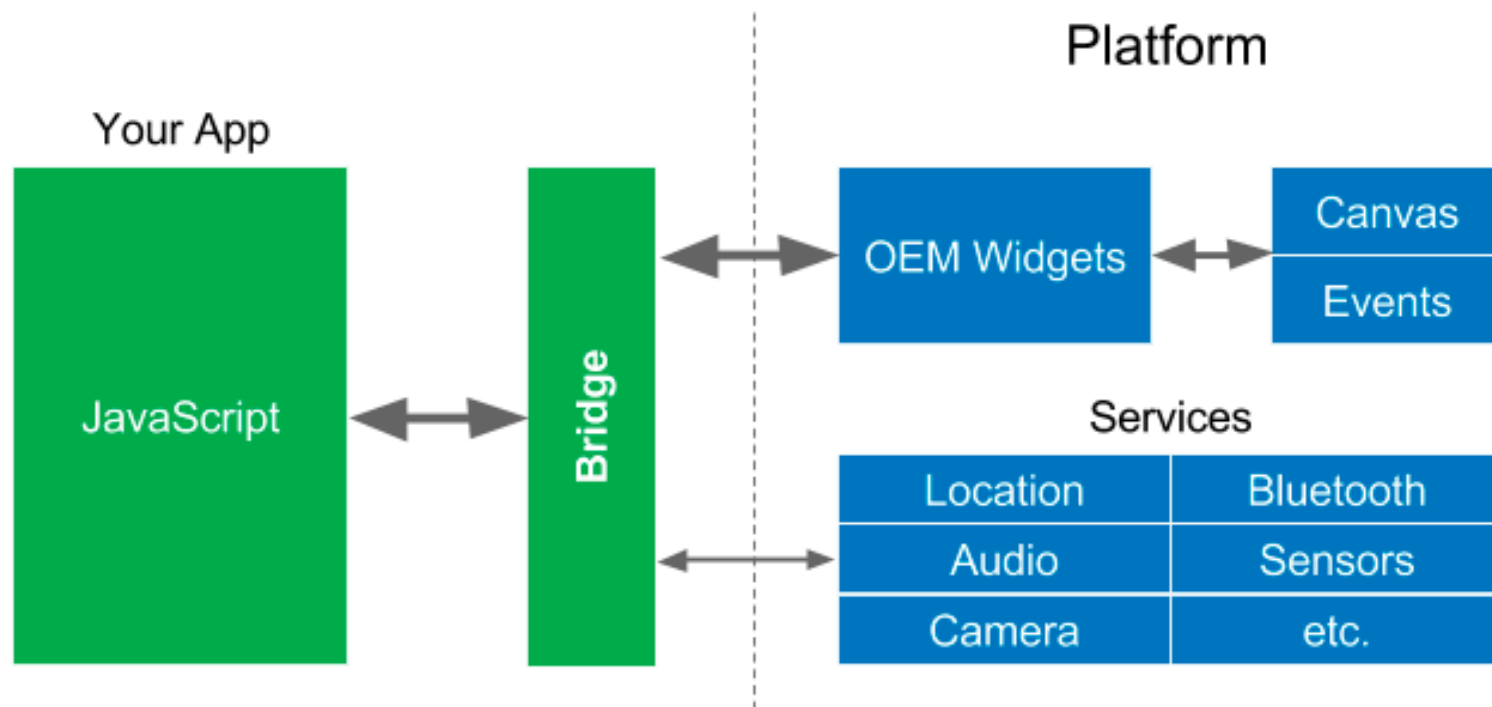 Platform
Your App
JavaScript
Bridge
OEM Widgets
Canvas
Events
Services
Location
Bluetooth
Audio
Sensors
Camera
etc.